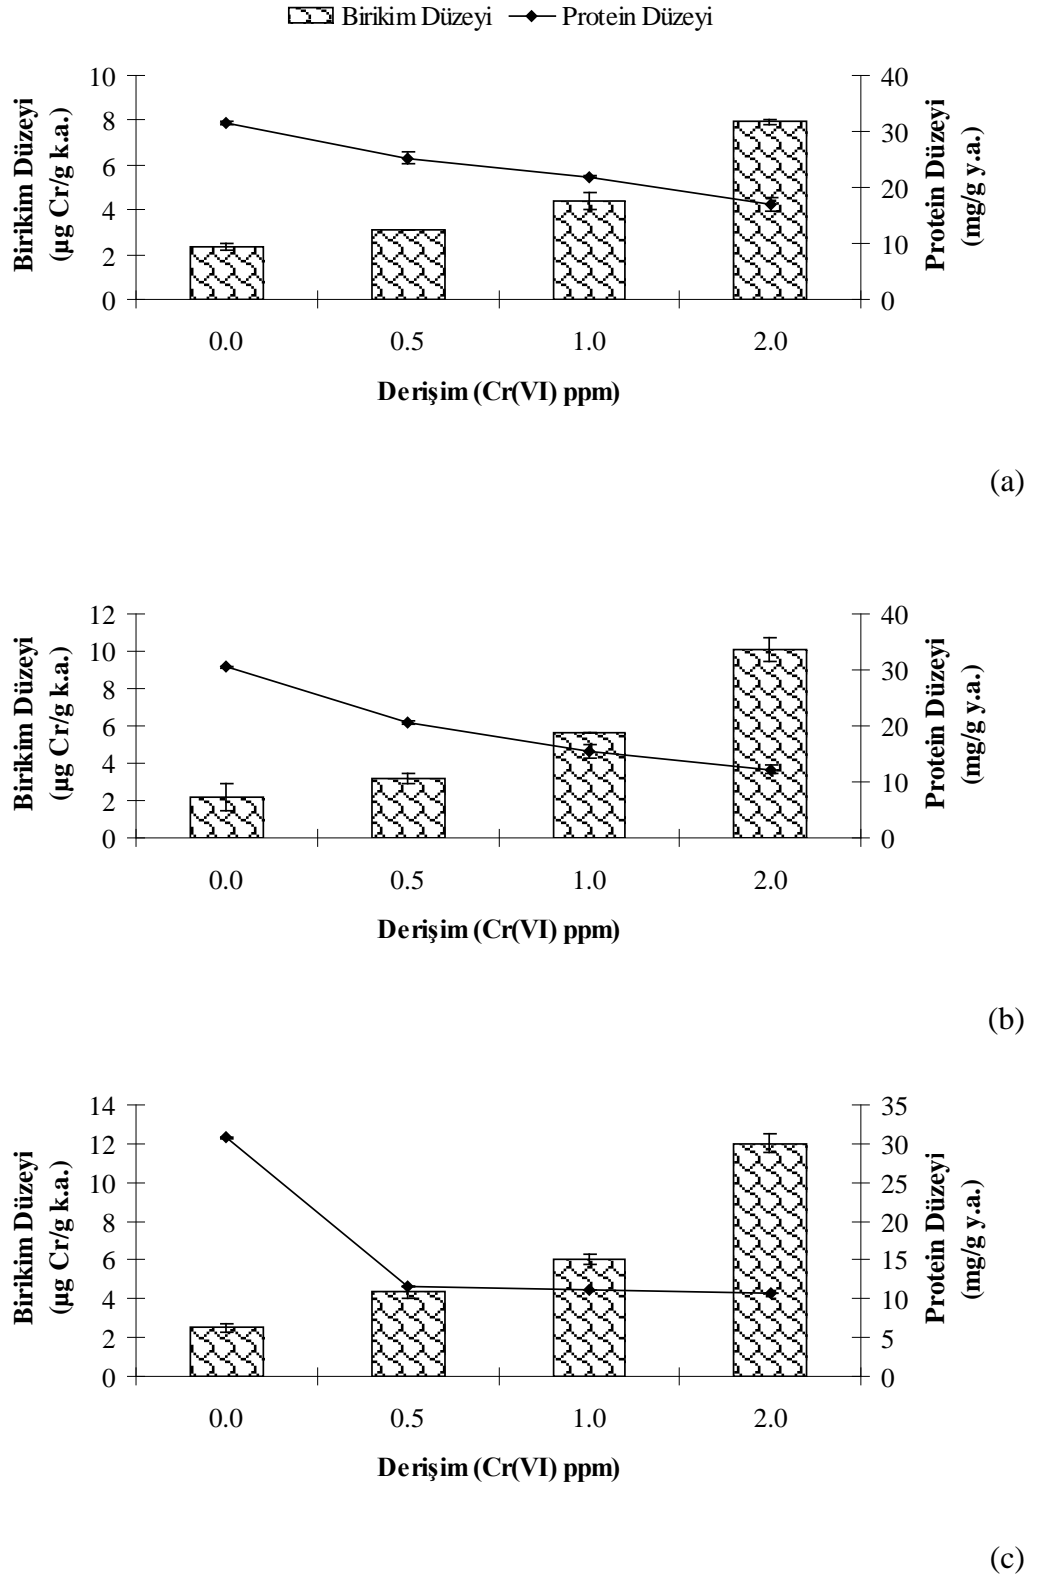 Birikim Düzeyi Protein Düzeyi
Birikim Düzeyi
(µg Cr/g k.a.)
10
8
6
4
2
0
40
30
20
10
0
Protein Düzeyi
(mg/g y.a.)
0.0 0.5 1.0 2.0
Derişim (Cr(VI) ppm)
(a)
Birikim Düzeyi
(µg Cr/g k.a.)
12
10
8
6
4
2
0
40
30
20
10
0
Protein Düzeyi
(mg/g y.a.)
0.0 0.5 1.0 2.0
Derişim (Cr(VI) ppm)
(b)
Birikim Düzeyi
(µg Cr/g k.a.)
14
12
10
8
6
4
2
0
35
30
25
20
15
10
5
0
Protein Düzeyi
(mg/g y.a.)
0.0 0.5 1.0 2.0
Derişim (Cr(VI) ppm)
(c)